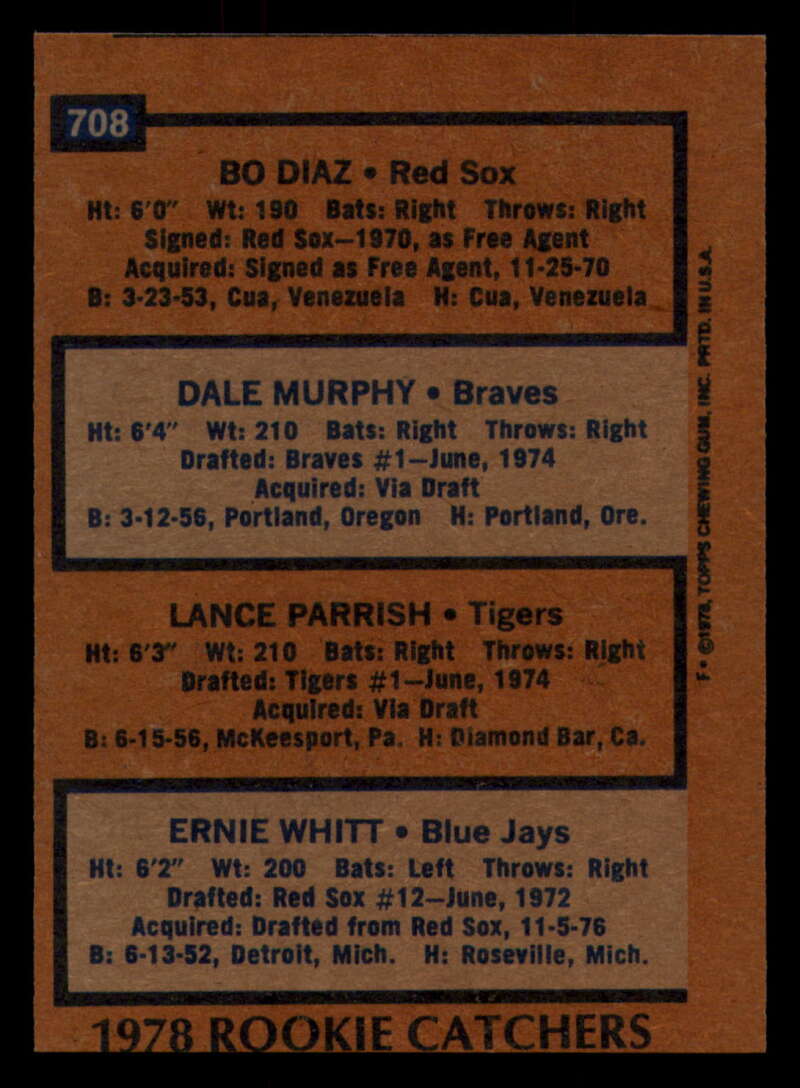 708
BO DIAZ • Red Sox
Ht: 6'0" Wt: 190 Bats: Right Throws: Right
Signed: Red Sox—1970, as Free Agent
Acquired: Signed as Free Agent, 11-25-70
B: 3-23-53, Cua, Venezuela H: Cua, Venezuela
DALE MURPHY • Braves
Ht: 6'4" Wt: 210 Bats: Right Throws: Right
Drafted: Braves #1—June, 1974
Acquired: Via Draft
B: 3-12-56, Portland, Oregon H: Portland, Ore.
LANCE PARRISH • Tigers
Ht: 6'3" Wt: 210 Bats: Right Throws: Right
Drafted: Tigers #1—June, 1974
Acquired: Via Draft
B: 6-15-56, McKeesport, Pa. H: Diamond Bar, Ca.
ERNIE WHITT • Blue Jays
Ht: 6'2" Wt: 200 Bats: Left Throws: Right
Drafted: Red Sox #12—June, 1972
Acquired: Drafted from Red Sox, 11-5-76
B: 6-13-52, Detroit, Mich. H: Roseville, Mich.
1978 ROOKIE CATCHERS
F• ©1978, TOPPS CHEWING GUM, INC. PRTD. IN U.S.A.